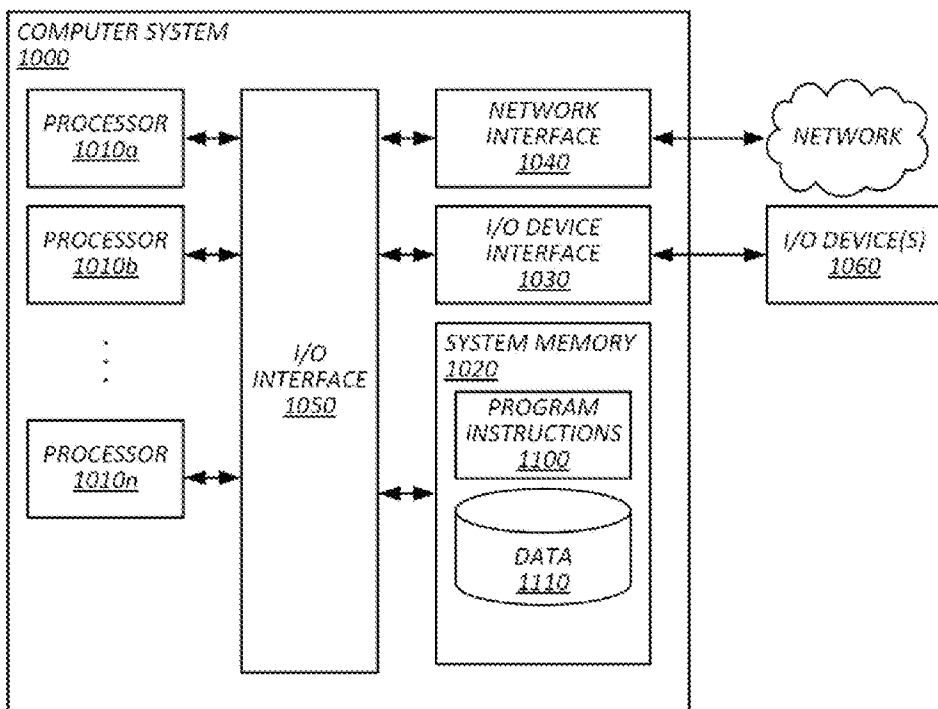 COMPUTER SYSTEM
1000
PROCESSOR
1010a
PROCESSOR
1010b
PROCESSOR
1010n
I/O
INTERFACE
1050
NETWORK
INTERFACE
1040
I/O DEVICE
INTERFACE
1030
SYSTEM MEMORY
1020
PROGRAM
INSTRUCTIONS
1100
DATA
1110
NETWORK
I/O DEVICE(S)
1060